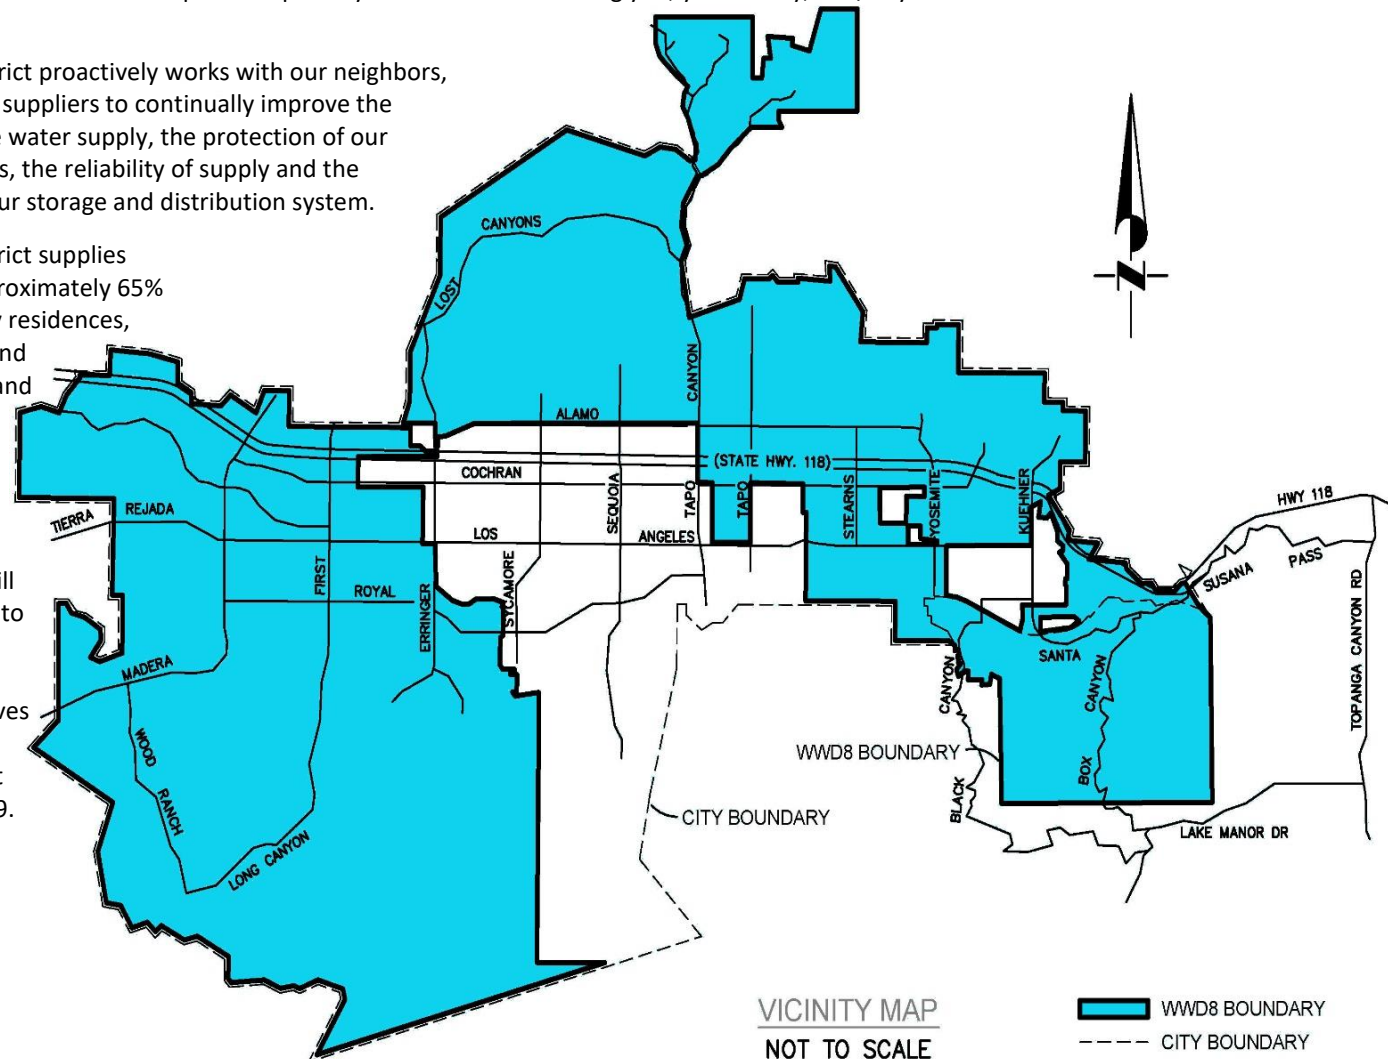 rict proactively works with our neighbors,
suppliers to continually improve the
water supply, the protection of our
s, the reliability of supply and the
ur storage and distribution system.
rict supplies
roximately 65%
residences,
nd
and
ill
to
ves
9.
CANYONS
LOST
CANYON
ALAMO
(STATE HWY. 118)
COCHRAN
SEQUOIA
TAPO
TAPO
STEARNS
YOSEMITE
KUEHNER
HWY 118
TIERRA
REJADA
LOS
ANGELES
SUSANA
PASS
FIRST
ROYAL
ERRINGER
SYCAMORE
TOPANGA CANYON RD
MADERA
SANTA
CANYON
CANYON
WOOD
RANCH
WWD8 BOUNDARY
BOX
BLACK
CITY BOUNDARY
LAKE MANOR DR
LONG CANYON
N
VICINITY MAP
NOT TO SCALE
WWD8 BOUNDARY
CITY BOUNDARY